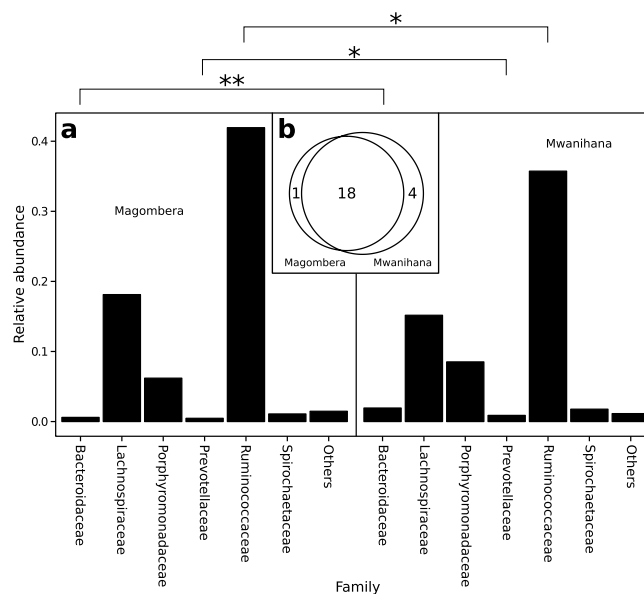 *
*
**
a
b
Magombera
Mwanihana
1
18
4
Magombera
Mwanihana
Relative abundance
0.4
0.3
0.2
0.1
0.0
Bacteroidaceae
Lachnospiraceae
Porphyromonadaceae
Prevotellaceae
Ruminococcaceae
Spirochaetaceae
Others
Bacteroidaceae
Lachnospiraceae
Porphyromonadaceae
Prevotellaceae
Ruminococcaceae
Spirochaetaceae
Others
Family